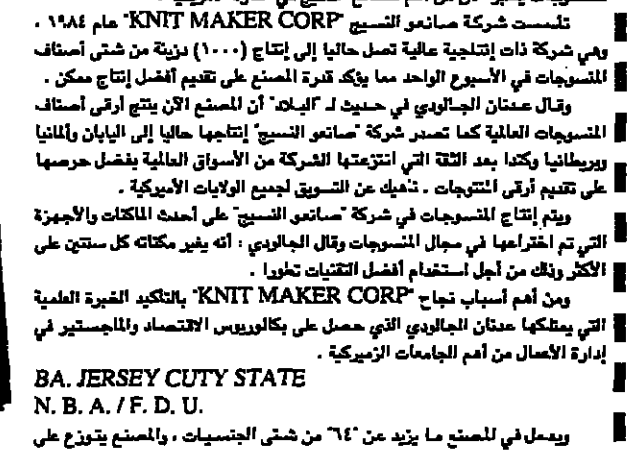 تأسست شركة صانعو النسيج "KNIT MAKER CORP" عام ١٩٨٤ ،
وهي شركة ذات إنتاجية عالية تصل حاليا إلى إنتاج (١٠٠٠) دزينة من شتى أصناف
المنسوجات في الأسبوع الواحد مما يؤكد قدرة المصنع على تقديم أفضل إنتاج ممكن .
وقال عدنان الجالودي في حديث لـ "البلاد" أن المصنع الآن ينتج أرقى أصناف
المنسوجات العالمية كما تصدر شركة "صانعو النسيج" إنتاجها حاليا إلى اليابان وألمانيا
وبريطانيا وكندا بعد الثقة التي انتزعتها الشركة من الأسواق العالمية بفضل حرصها
على تقديم أرقى المنتوجات . ناهيك عن التسويق لجميع الولايات الأميركية .
ويتم إنتاج المنسوجات في شركة "صانعو النسيج" على أحدث الماكنات والأجهزة
التي تم اختراعها في مجال المنسوجات وقال الجالودي : أنه يغير مكناته كل سنتين على
الأكثر وذلك من أجل استخدام أفضل التقنيات تطورا .
ومن أهم أسباب نجاح "KNIT MAKER CORP" بالتأكيد الخبرة العلمية
التي يمتلكها عدنان الجالودي الذي حصل على بكالوريوس الاقتصاد والماجستير في
إدارة الأعمال من أهم الجامعات الزميركية .
BA. JERSEY CUTY STATE
N. B. A. / F. D. U.
ويعمل في المصنع ما يزيد عن "٦٤" من شتى الجنسيات ، والمصنع يتوزع على